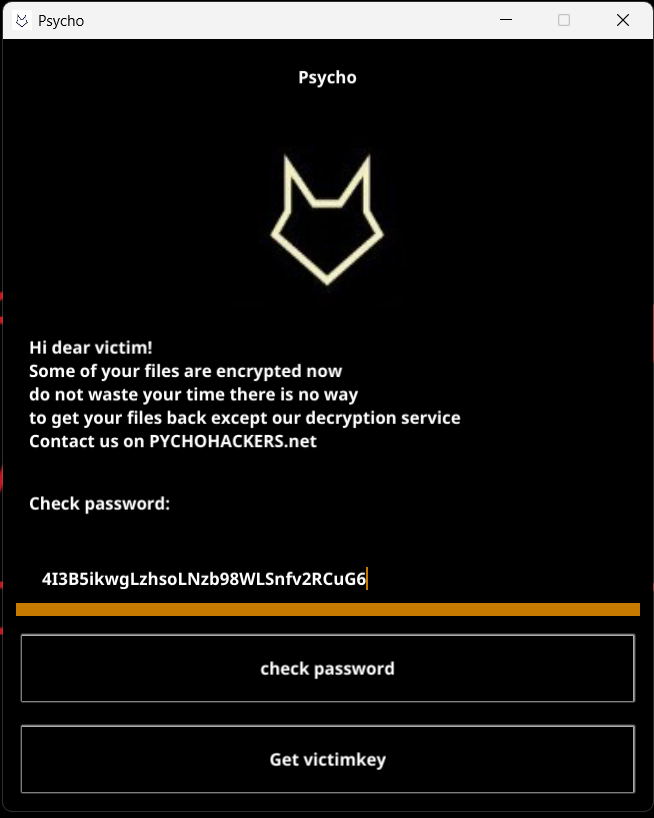 Psycho
Psycho
Hi dear victim!
Some of your files are encrypted now
do not waste your time there is no way
to get your files back except our decryption service
Contact us on PYCHOHACKERS.net
Check password:
4I3B5ikwgLzhsoLNzb98WLSnfv2RCuG6
check password
Get victimkey